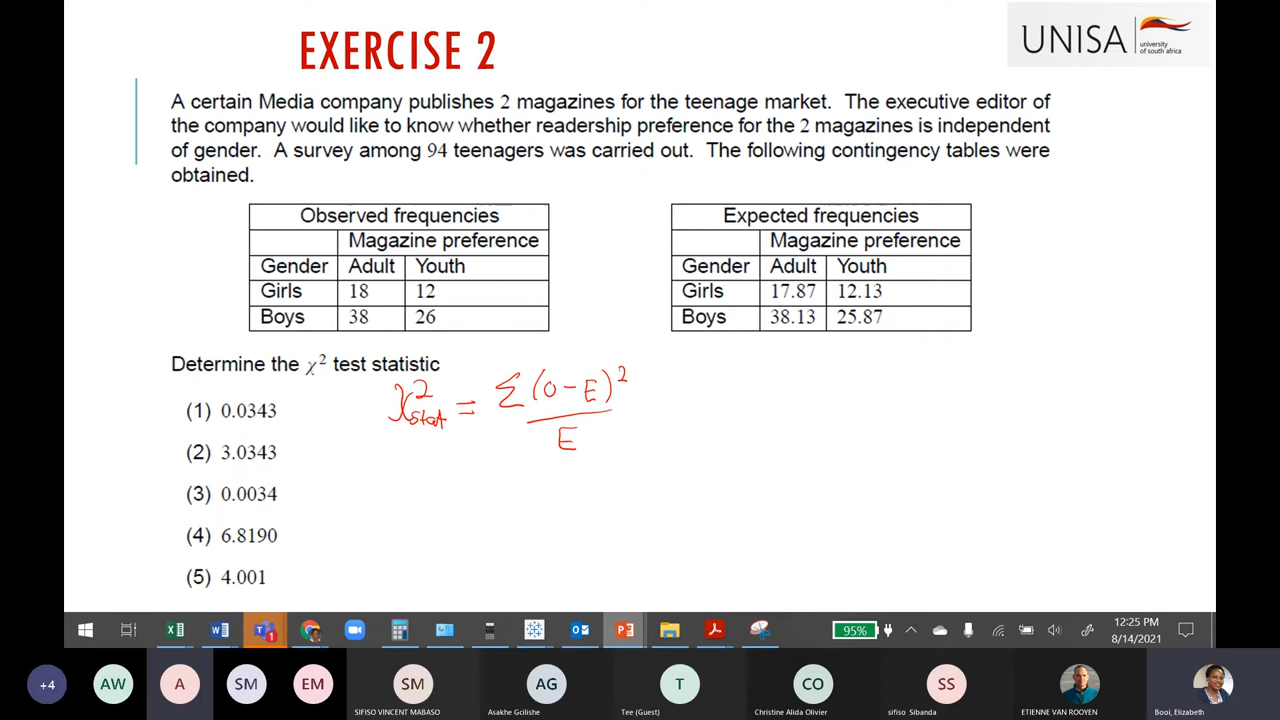 EXERCISE 2
UNISA university of south africa
A certain Media company publishes 2 magazines for the teenage market. The executive editor of
the company would like to know whether readership preference for the 2 magazines is independent
of gender. A survey among 94 teenagers was carried out. The following contingency tables were
obtained.
Observed frequencies
Magazine preference
Gender Adult Youth
Girls 18 12
Boys 38 26
Expected frequencies
Magazine preference
Gender Adult Youth
Girls 17.87 12.13
Boys 38.13 25.87
Determine the χ² test statistic
χ²stat = Σ(O-E)²
E
(1) 0.0343
(2) 3.0343
(3) 0.0034
(4) 6.8190
(5) 4.001
95%
12:25 PM
8/14/2021
+4
AW
A
SM
EM
SM
AG
T
CO
SS
SIFISO VINCENT MABASO
Asakhe Gcilishe
Tee (Guest)
Christine Alida Olivier
sifiso Sibanda
ETIENNE VAN ROOYEN
Booi, Elizabeth